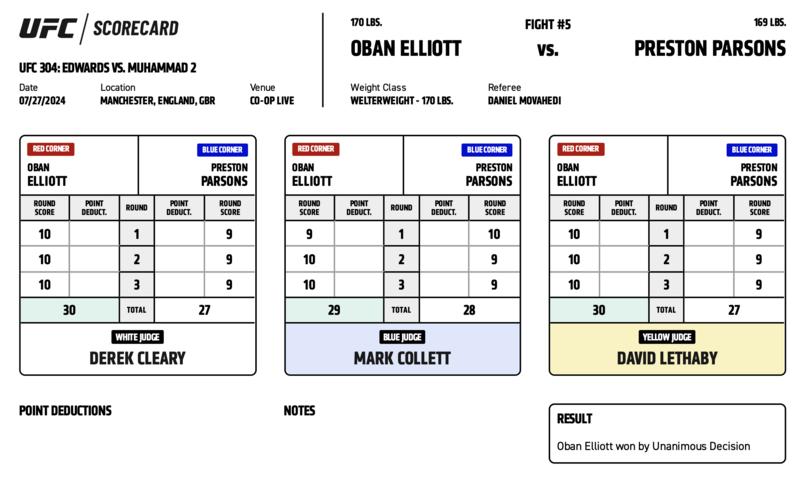 UFC SCORECARD
UFC 304: EDWARDS VS. MUHAMMAD 2
Date Location Venue
07/27/2024 MANCHESTER, ENGLAND, GBR CO-OP LIVE
170 LBS. FIGHT #5 169 LBS.
OBAN ELLIOTT VS. PRESTON PARSONS
Weight Class Referee
WELTERWEIGHT - 170 LBS. DANIEL MOVAHEDI
RED CORNER BLUE CORNER
OBAN PRESTON
ELLIOTT PARSONS
ROUND POINT ROUND POINT ROUND
SCORE DEDUCT. DEDUCT. SCORE
10 1 9
10 2 9
10 3 9
30 TOTAL 27
WHITE JUDGE
DEREK CLEARY
RED CORNER BLUE CORNER
OBAN PRESTON
ELLIOTT PARSONS
ROUND POINT ROUND POINT ROUND
SCORE DEDUCT. DEDUCT. SCORE
9 1 10
10 2 9
10 3 9
29 TOTAL 28
BLUE JUDGE
MARK COLLETT
RED CORNER BLUE CORNER
OBAN PRESTON
ELLIOTT PARSONS
ROUND POINT ROUND POINT ROUND
SCORE DEDUCT. DEDUCT. SCORE
10 1 9
10 2 9
10 3 9
30 TOTAL 27
YELLOW JUDGE
DAVID LETHABY
POINT DEDUCTIONS
NOTES
RESULT
Oban Elliott won by Unanimous Decision